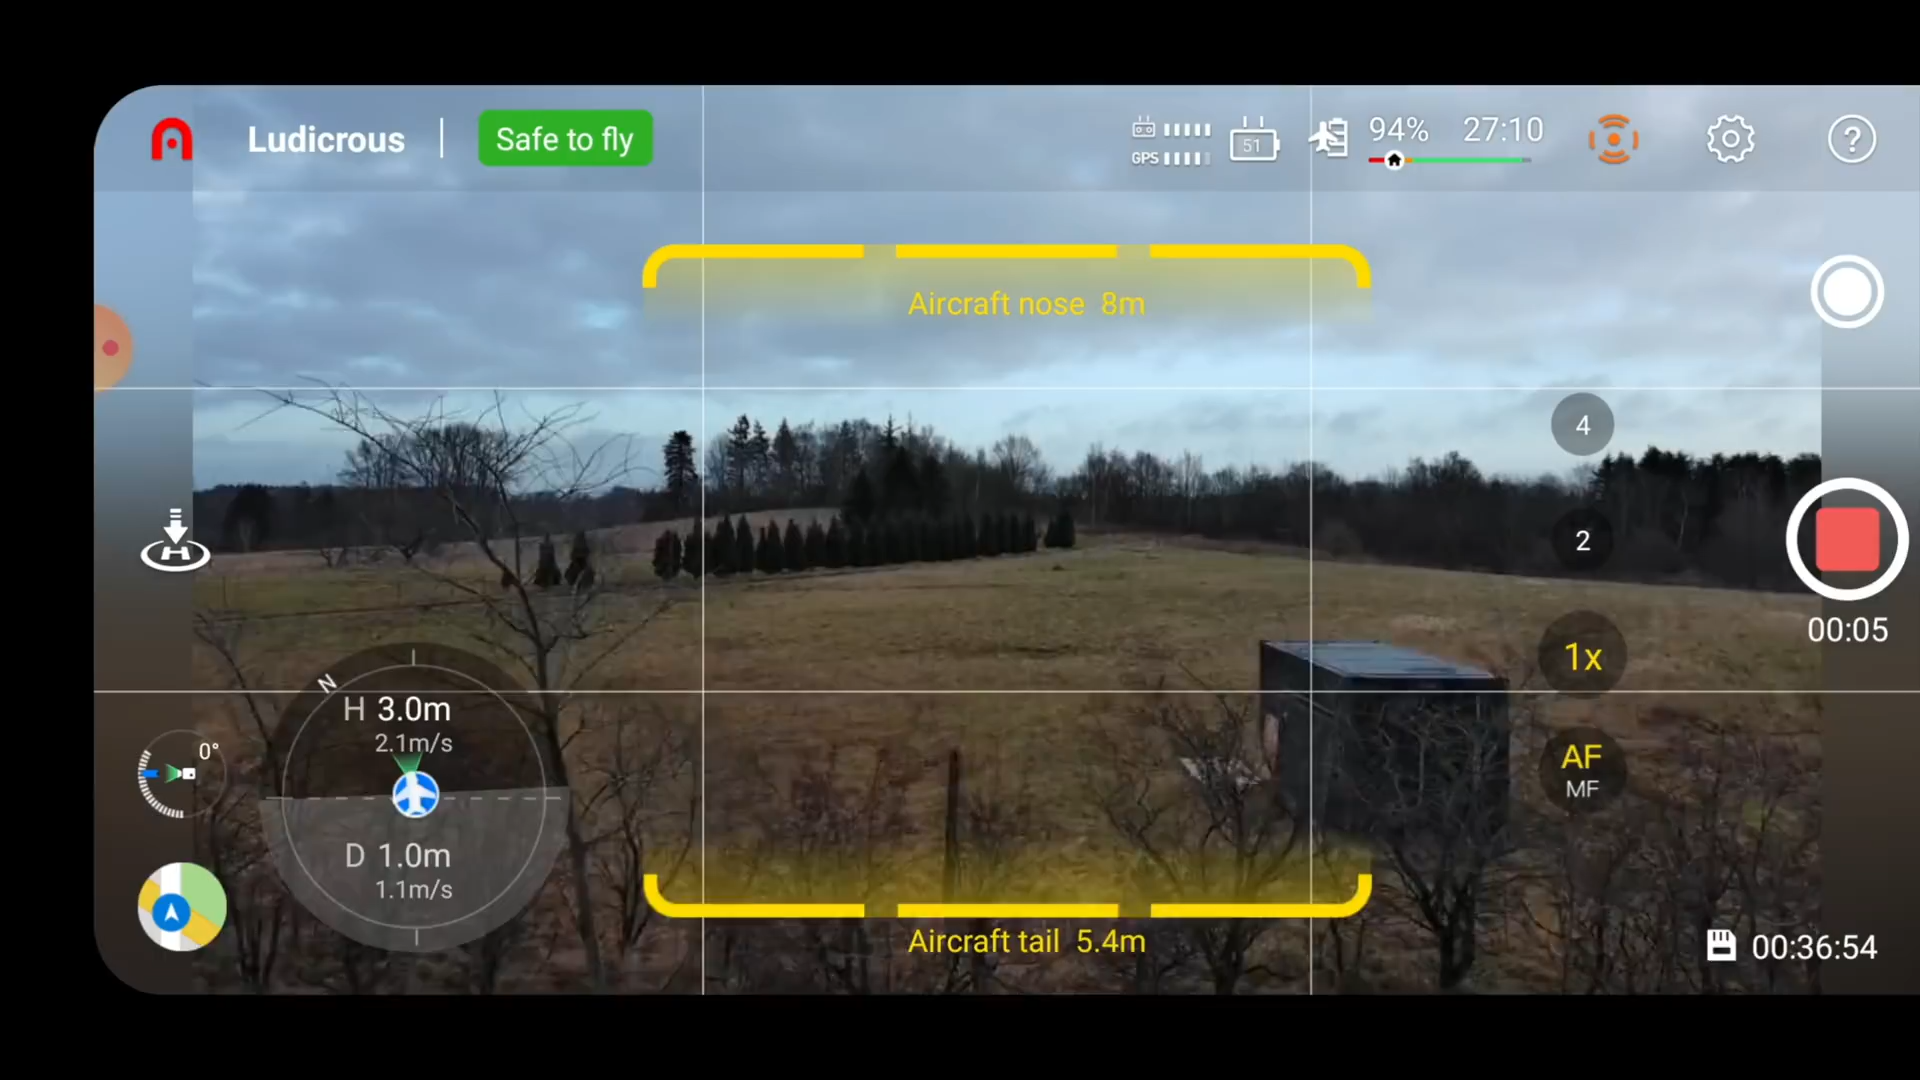 Ludicrous
Safe to fly
GPS
51
94%
27:10
?
Aircraft nose 8m
4
2
1x
00:05
AF
MF
N
H 3.0m
2.1m/s
0°
H
D 1.0m
1.1m/s
Aircraft tail 5.4m
00:36:54